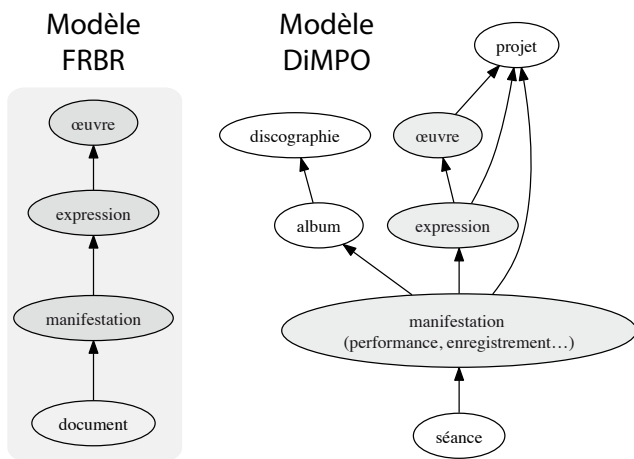 Modèle
FRBR
œuvre
expression
manifestation
document
Modèle
DiMPO
projet
discographie
œuvre
album
expression
manifestation
(performance, enregistrement…)
séance